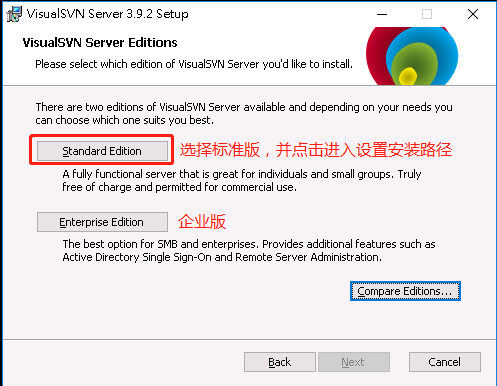 VisualSVN Server 3.9.2 Setup
VisualSVN Server Editions
Please select which edition of VisualSVN Server you'd like to install.
There are two editions of VisualSVN Server available and depending on your needs you
can choose which one suits you best.
Standard Edition
选择标准版，并点击进入设置安装路径
A fully functional server that is great for individuals and small groups. Truly
free of charge and permitted for commercial use.
Enterprise Edition
企业版
The best option for SMB and enterprises. Provides additional features such as
Active Directory Single Sign-On and Remote Server Administration.
Compare Editions...
Back
Next
Cancel